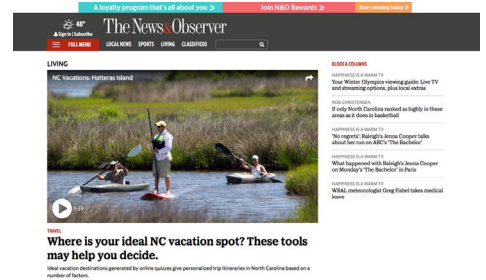 A loyalty program that's all about you »
Join N&O Rewards »
Start winning today »
48°
Sign In | Subscribe
The News&Observer
FULL MENU
LOCAL NEWS
SPORTS
LIVING
CLASSIFIEDS
LIVING
NC Vacations: Hatteras Island
1:59
TRAVEL
Where is your ideal NC vacation spot? These tools
may help you decide.
Ideal vacation destinations generated by online quizzes give personalized trip itineraries in North Carolina based on a
number of factors.
BLOGS & COLUMNS
HAPPINESS IS A WARM TV
Your Winter Olympics viewing guide: Live TV
and streaming options, plus local extras
ROB CHRISTENSEN
If only North Carolina ranked as highly in these
areas as it does in basketball
HAPPINESS IS A WARM TV
'No regrets': Raleigh's Jenna Cooper talks
about her run on ABC's 'The Bachelor'
HAPPINESS IS A WARM TV
What happened with Raleigh's Jenna Cooper
on Monday's 'The Bachelor' in Paris
HAPPINESS IS A WARM TV
WRAL meteorologist Greg Fishel takes medical
leave